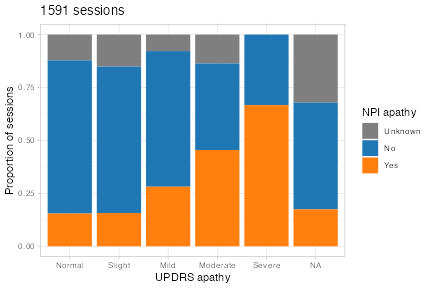 1591 sessions
Proportion of sessions
1.00
0.75
0.50
0.25
0.00
Normal Slight Mild Moderate Severe NA
UPDRS apathy
NPI apathy
Unknown
No
Yes